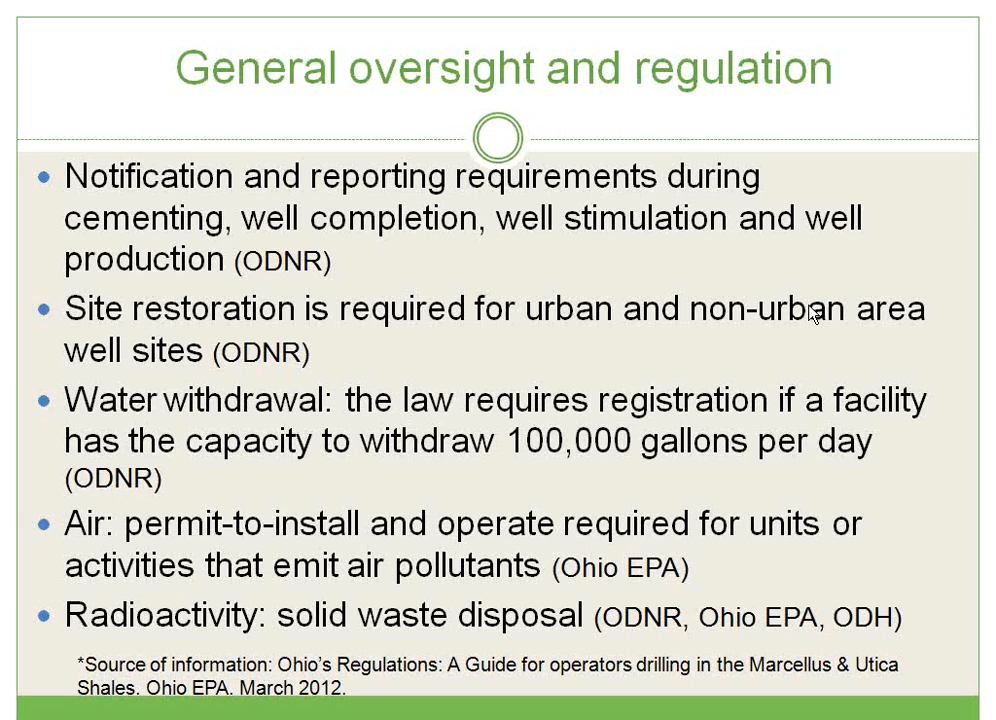 General oversight and regulation
Notification and reporting requirements during
cementing, well completion, well stimulation and well
production (ODNR)
Site restoration is required for urban and non-urban area
well sites (ODNR)
Water withdrawal: the law requires registration if a facility
has the capacity to withdraw 100,000 gallons per day
(ODNR)
Air: permit-to-install and operate required for units or
activities that emit air pollutants (Ohio EPA)
Radioactivity: solid waste disposal (ODNR, Ohio EPA, ODH)
*Source of information: Ohio's Regulations: A Guide for operators drilling in the Marcellus & Utica
Shales. Ohio EPA. March 2012.